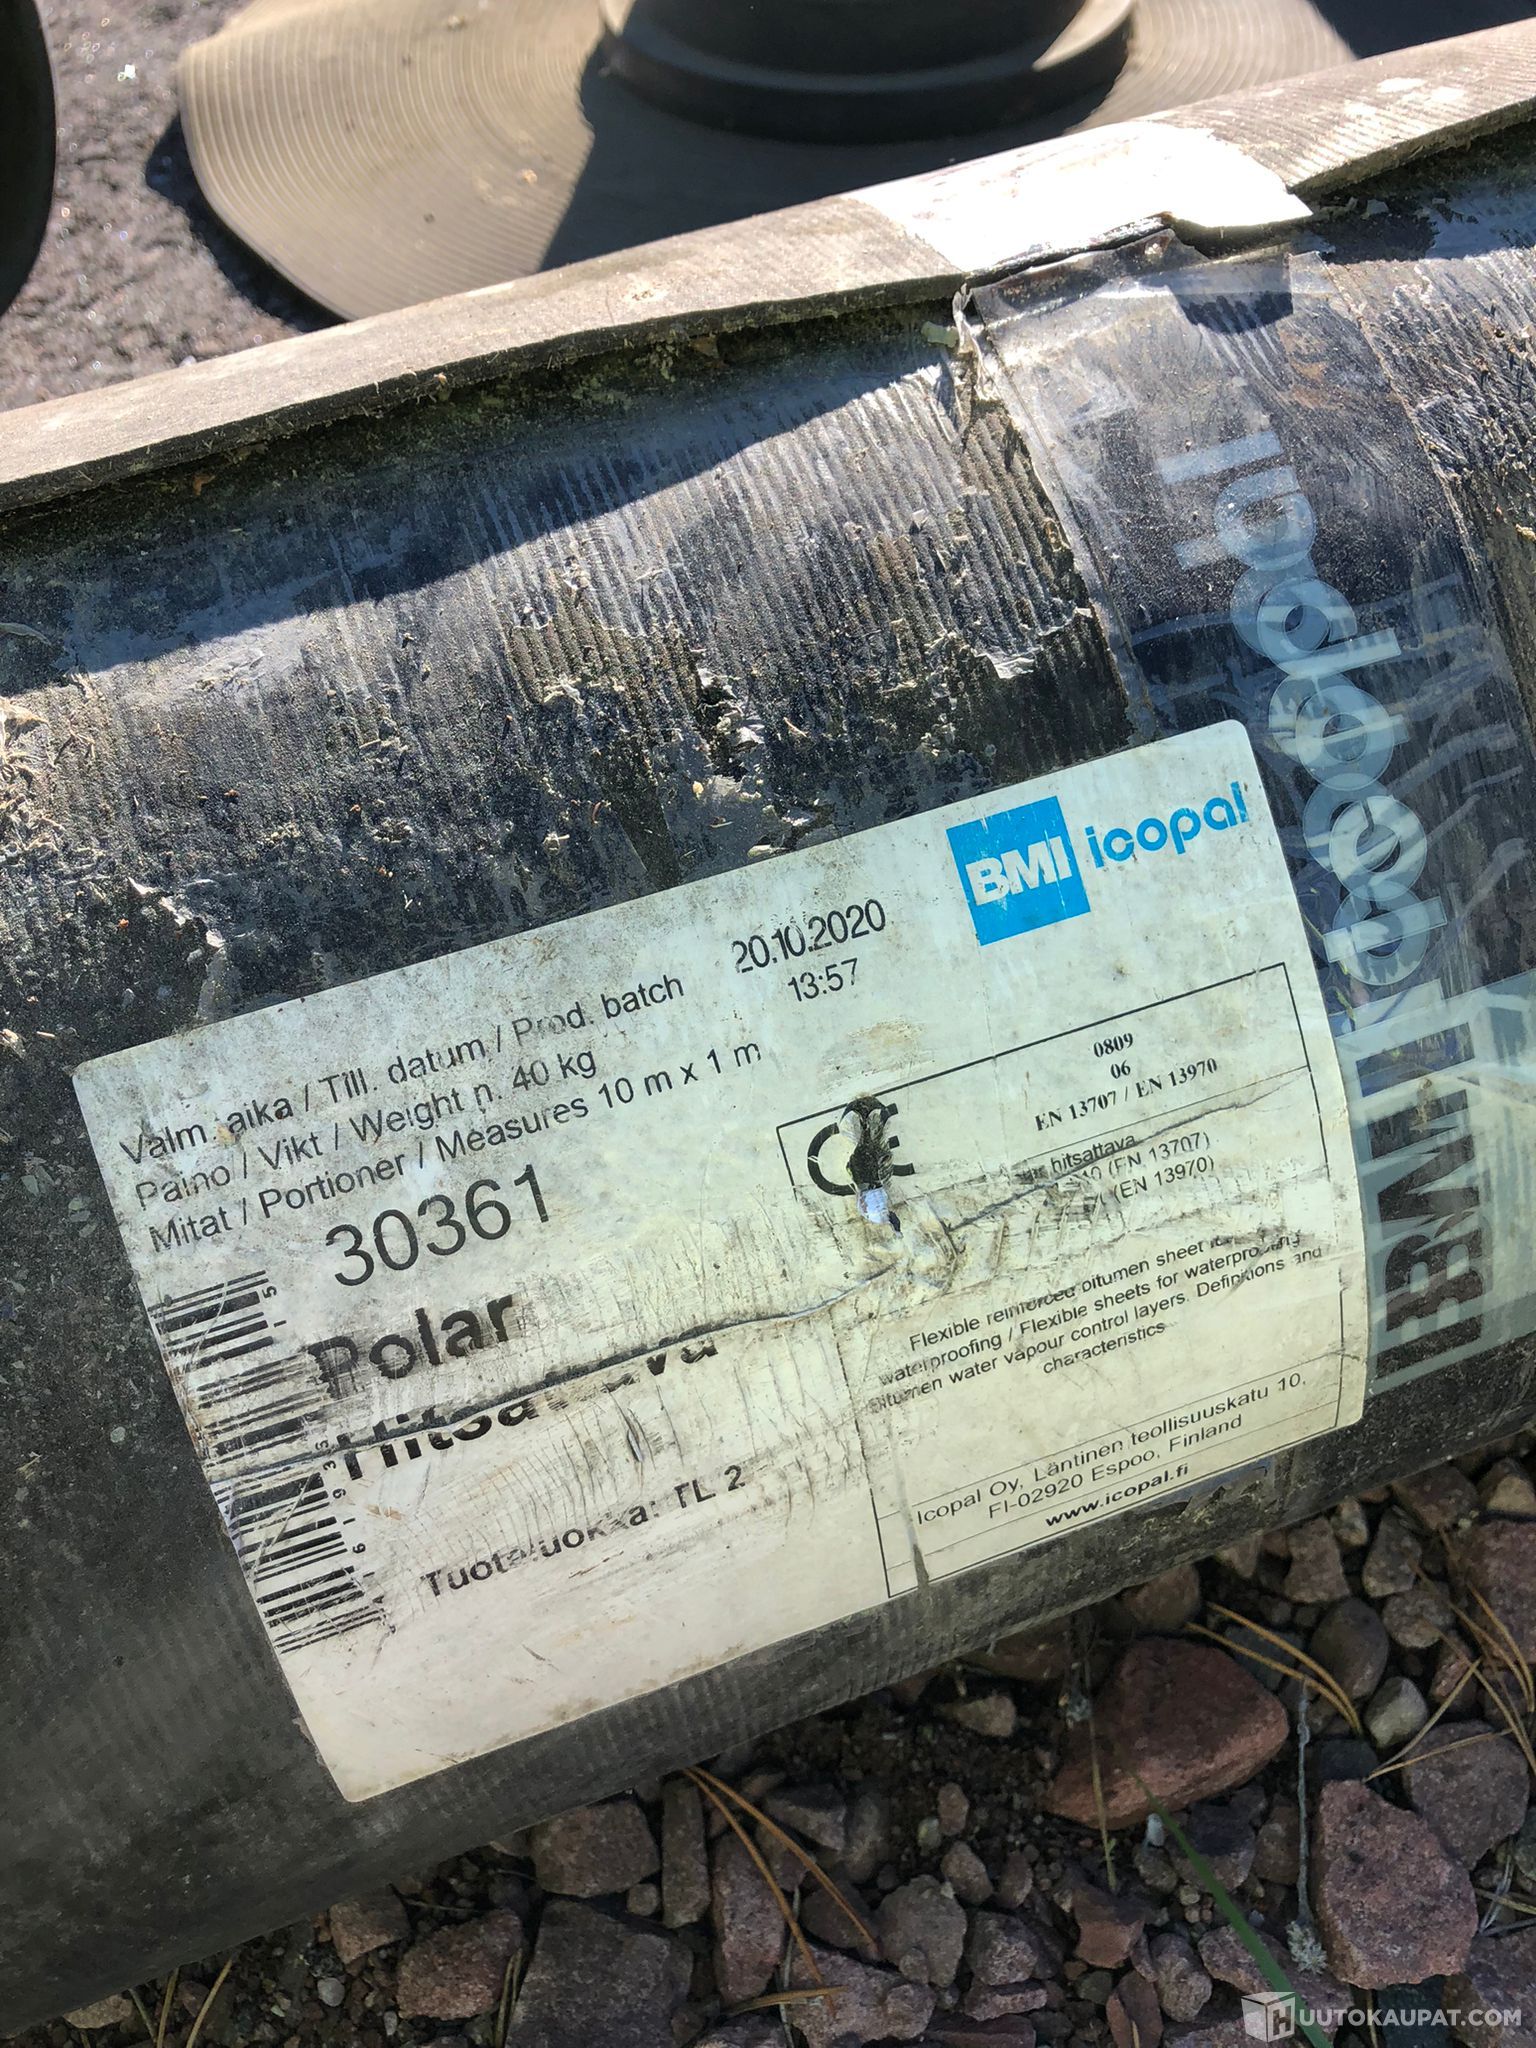 BMI icopal
Valm. aika / Till. datum / Prod. batch 20.10.2020
13:57
Paino / Vikt / Weight n. 40 kg
Mitat / Portioner / Measures 10 m x 1 m
30361
Polar
Tuoteluokka: TL 2
CE
0809
06
EN 13707 / EN 13970
hitsattava
(EN 13707)
(EN 13970)
Flexible reinforced bitumen sheet
waterproofing / Flexible sheets for waterproofing
Bitumen water vapour control layers. Definitions and
characteristics
Icopal Oy, Läntinen teollisuuskatu 10,
FI-02920 Espoo, Finland
www.icopal.fi
BMI icopal
icopal
HUUTOKAUPAT.COM